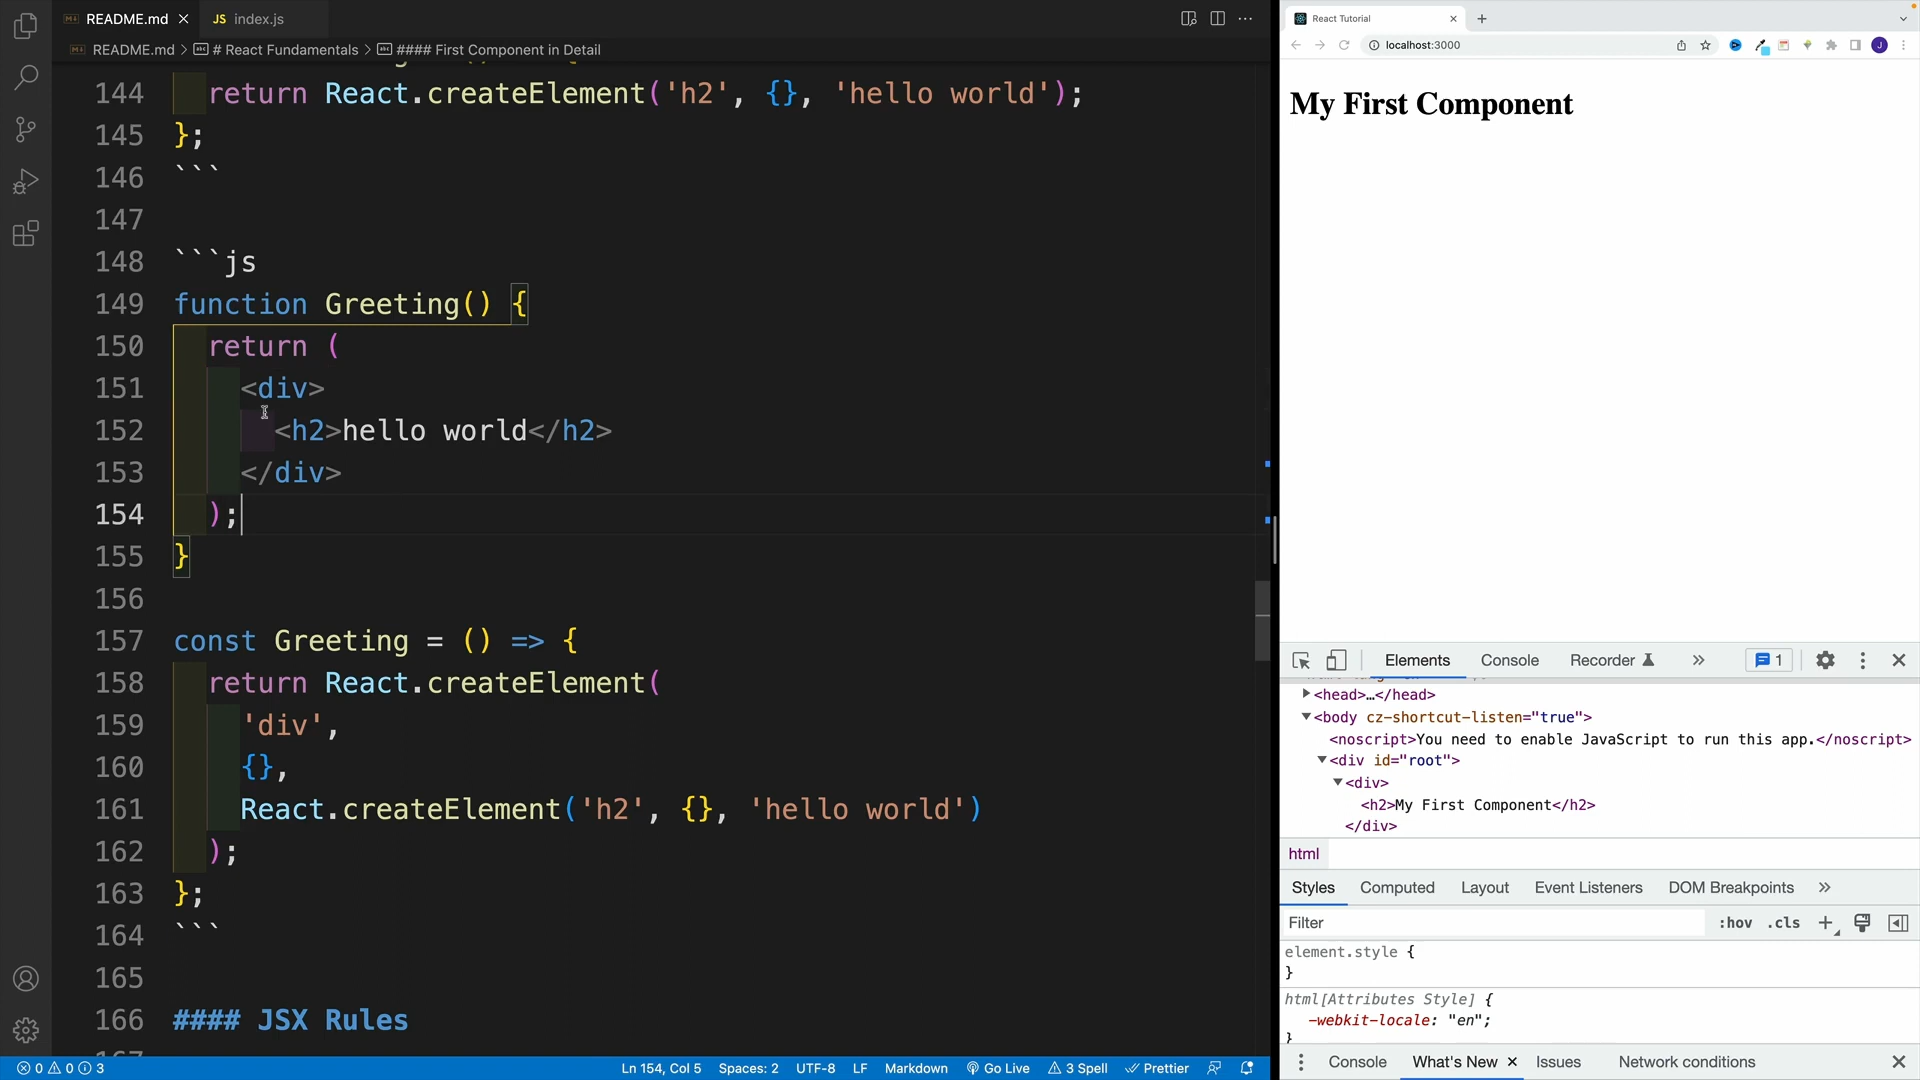 README.md
JS index.js
README.md > # React Fundamentals > #### First Component in Detail
144 return React.createElement('h2', {}, 'hello world');
145 };
146 ```
147
148 ```js
149 function Greeting() {
150 return (
151 <div>
152 <h2>hello world</h2>
153 </div>
154 );
155 }
156
157 const Greeting = () => {
158 return React.createElement(
159 'div',
160 {},
161 React.createElement('h2', {}, 'hello world')
162 );
163 };
164 ```
165
166 #### JSX Rules
0 0 3 Ln 154, Col 5 Spaces: 2 UTF-8 LF Markdown Go Live 3 Spell Prettier
React Tutorial
localhost:3000
J
My First Component
Elements Console Recorder 1
<head>…</head>
<body cz-shortcut-listen="true">
<noscript>You need to enable JavaScript to run this app.</noscript>
<div id="root">
<div>
<h2>My First Component</h2>
</div>
html
Styles Computed Layout Event Listeners DOM Breakpoints
Filter :hov .cls
element.style {
}
html[Attributes Style] {
-webkit-locale: "en";
}
Console What's New Issues Network conditions